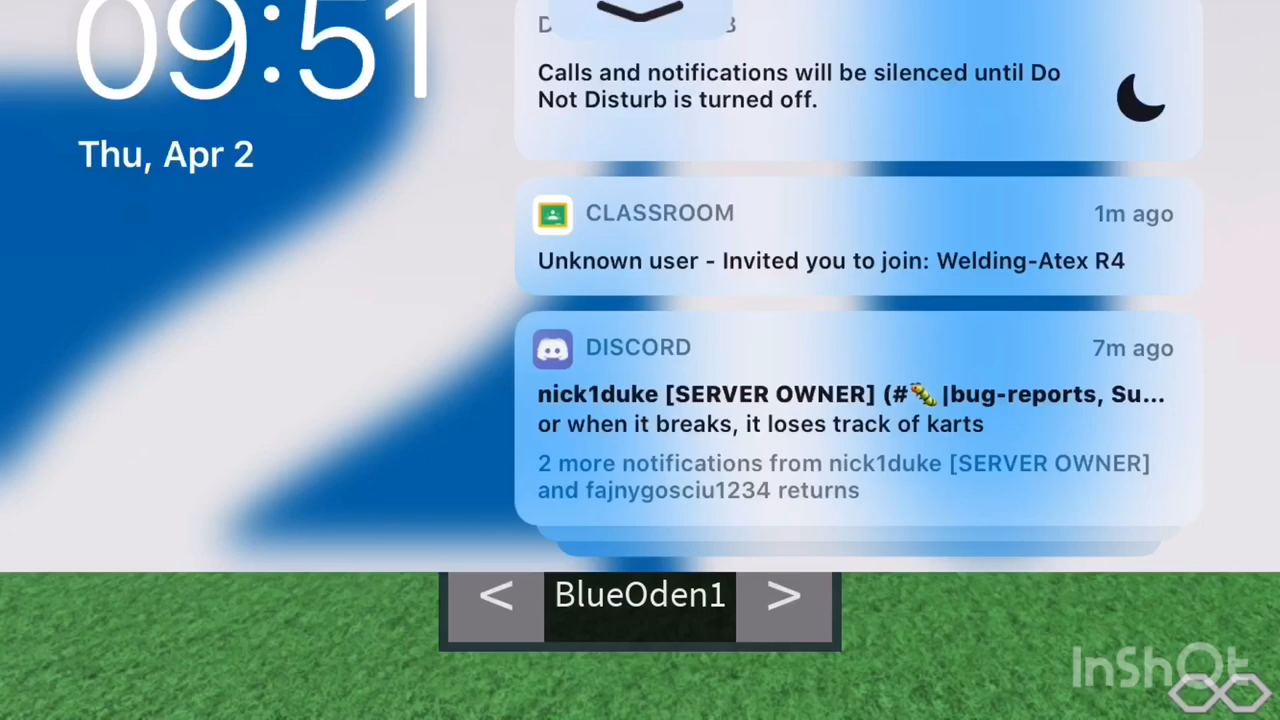 09:51
Thu, Apr 2
Calls and notifications will be silenced until Do
Not Disturb is turned off.
CLASSROOM
1m ago
Unknown user - Invited you to join: Welding-Atex R4
DISCORD
7m ago
nick1duke [SERVER OWNER] (#🐛|bug-reports, Su...
or when it breaks, it loses track of karts
2 more notifications from nick1duke [SERVER OWNER]
and fajnygosciu1234 returns
< BlueOden1 >
InShOt